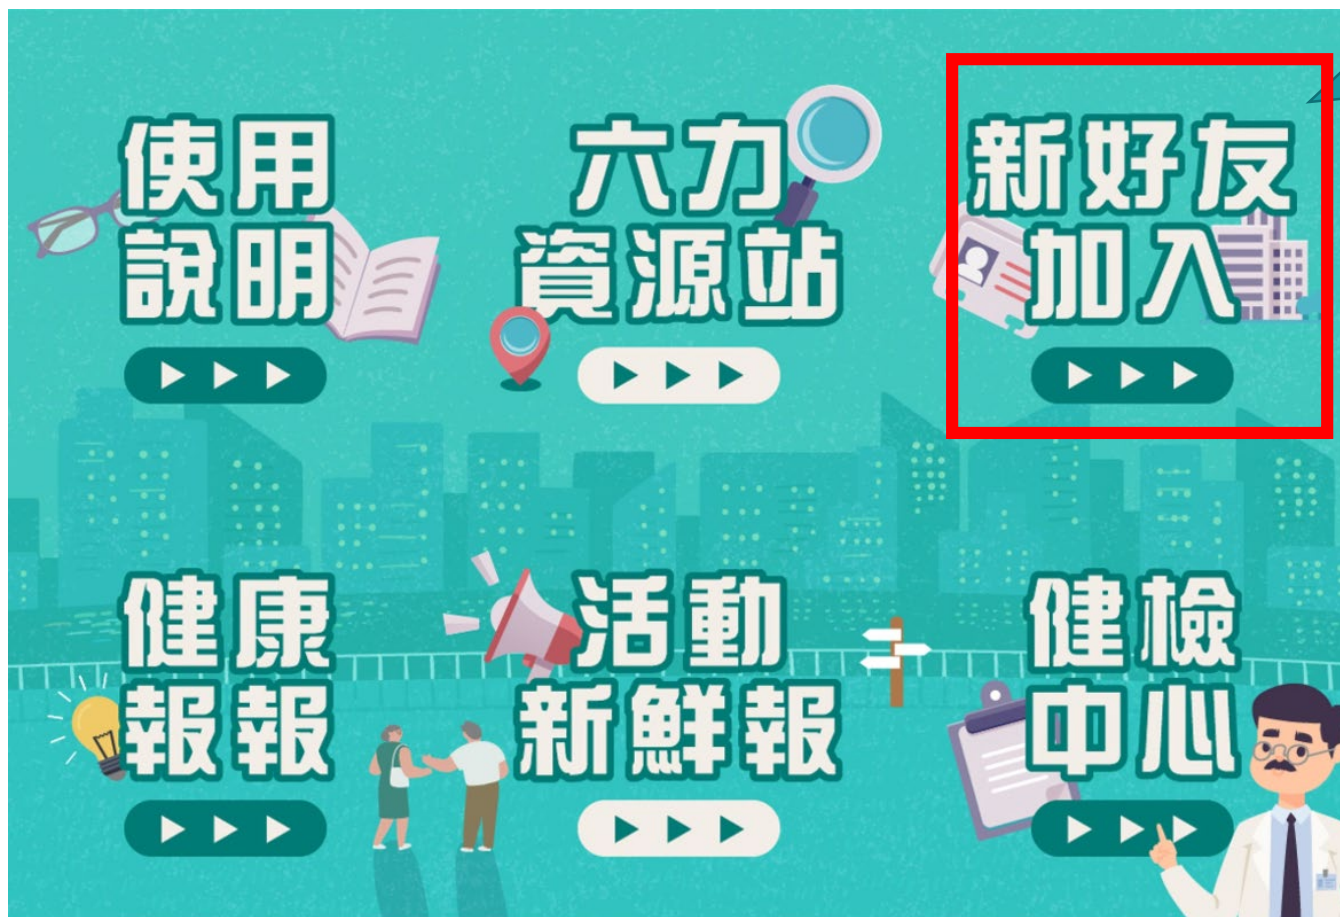 使用
說明
六力
資源站
新好友
加入
健康
報報
活動
新鮮報
健檢
中心